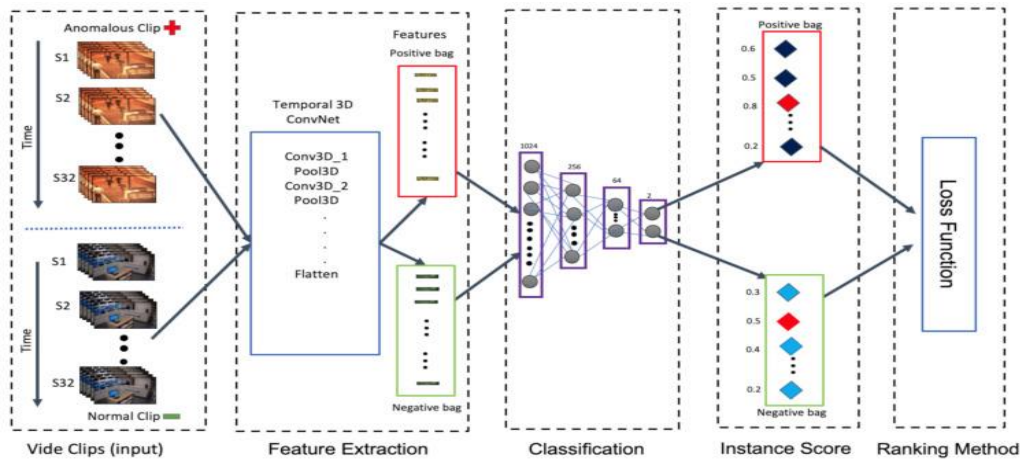 Anomalous Clip
S1
S2
S32
Time
S1
S2
S32
Time
Normal Clip
Vide Clips (input)
Temporal 3D
ConvNet
Conv3D_1
Pool3D
Conv3D_2
Pool3D
.
.
.
.
Flatten
Features
Positive bag
Negative bag
Feature Extraction
1024
256
64
2
Classification
Positive bag
0.6
0.5
0.8
0.2
0.3
0.5
0.4
0.2
Negative bag
Instance Score
Loss Function
Ranking Method